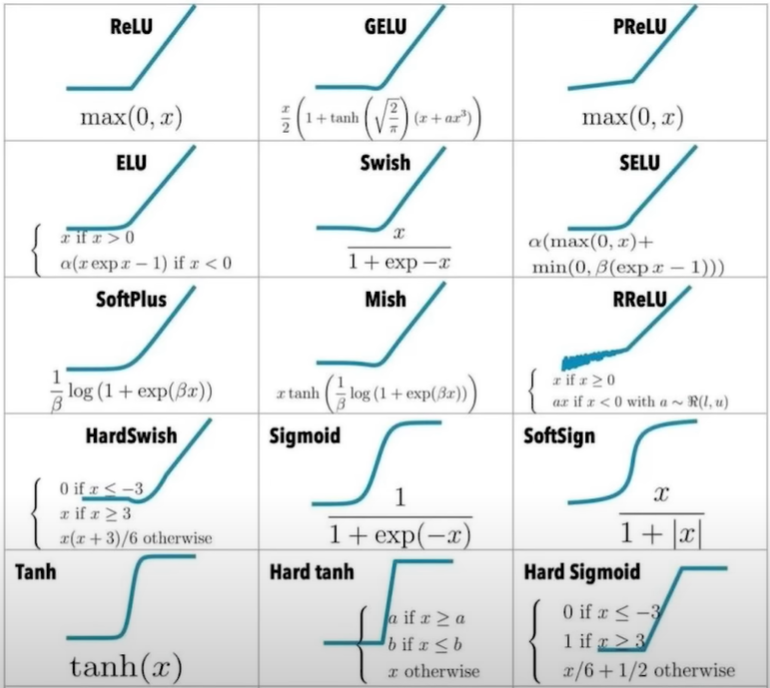 ReLU
max(0, x)
GELU
x/2 (1 + tanh (√(2/π)) (x + ax³))
PReLU
max(0, x)
ELU
{ x if x > 0
α(x exp x − 1) if x < 0
Swish
x
1 + exp −x
SELU
α(max(0, x)+
min(0, β(exp x − 1)))
SoftPlus
1/β log (1 + exp(βx))
Mish
x tanh (1/β log (1 + exp(βx)))
RReLU
{ x if x ≥ 0
ax if x < 0 with a ∼ ℜ(l, u)
HardSwish
{ 0 if x ≤ −3
x if x ≥ 3
x(x + 3)/6 otherwise
Sigmoid
1
1 + exp(−x)
SoftSign
x
1 + |x|
Tanh
tanh(x)
Hard tanh
{ a if x ≥ a
b if x ≤ b
x otherwise
Hard Sigmoid
{ 0 if x ≤ −3
1 if x ≥ 3
x/6 + 1/2 otherwise